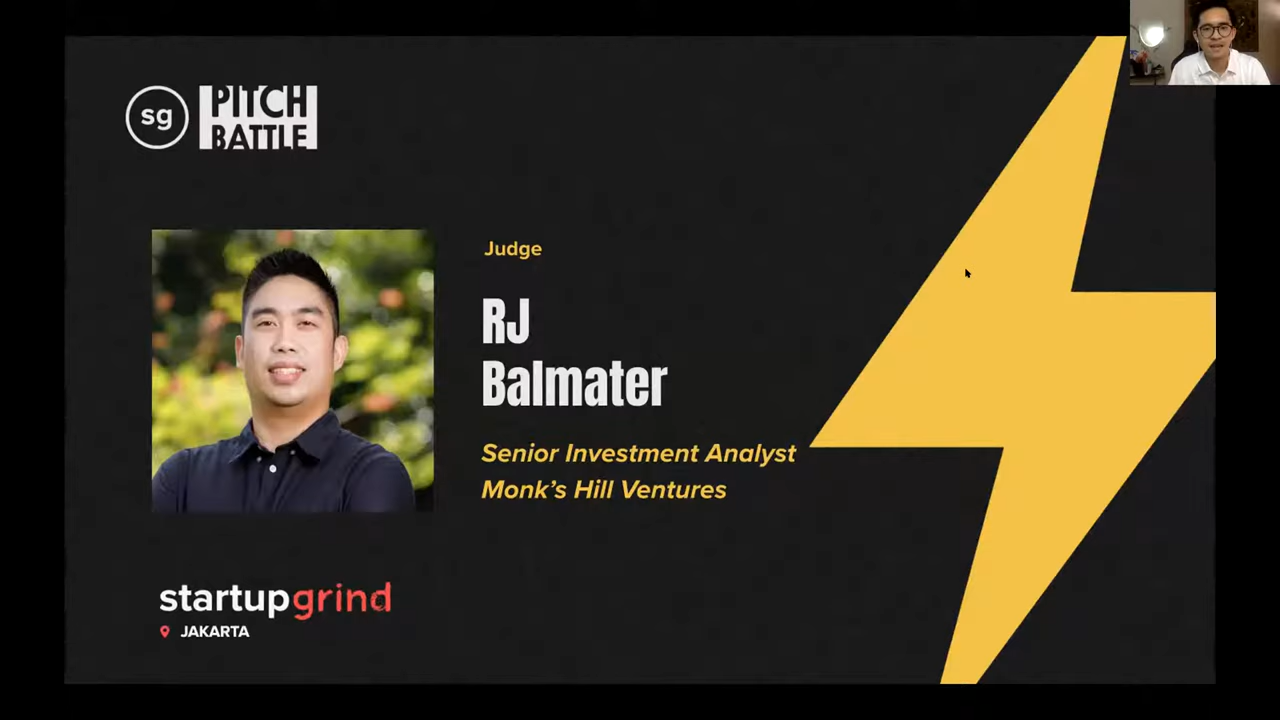 sg
PITCH
BATTLE
Judge
RJ
Balmater
Senior Investment Analyst
Monk's Hill Ventures
startupgrind
JAKARTA